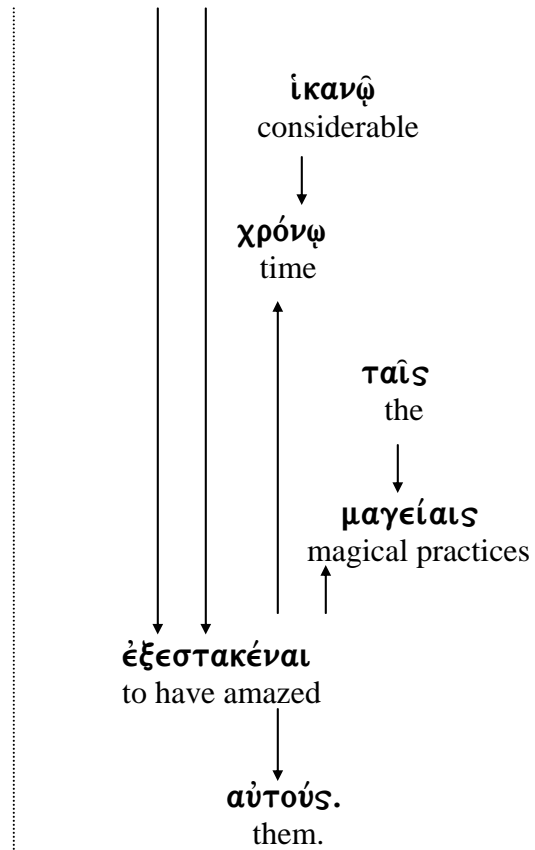 ἱκανῷ
considerable
χρόνῳ
time
ταῖς
the
μαγείαις
magical practices
ἐξεστακέναι
to have amazed
αὐτούς.
them.